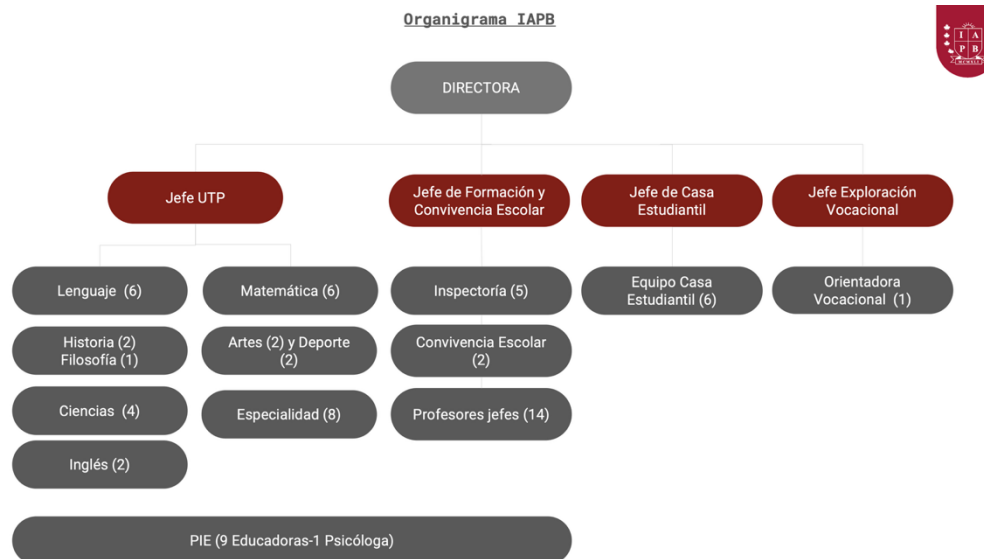 Organigrama IAPB
I A
P B
MCMXLI
DIRECTORA
Jefe UTP
Jefe de Formación y
Convivencia Escolar
Jefe de Casa
Estudiantil
Jefe Exploración
Vocacional
Lenguaje (6)
Matemática (6)
Inspectoría (5)
Equipo Casa
Estudiantil (6)
Orientadora
Vocacional (1)
Historia (2)
Filosofía (1)
Artes (2) y Deporte
(2)
Convivencia Escolar
(2)
Ciencias (4)
Especialidad (8)
Profesores jefes (14)
Inglés (2)
PIE (9 Educadoras-1 Psicóloga)